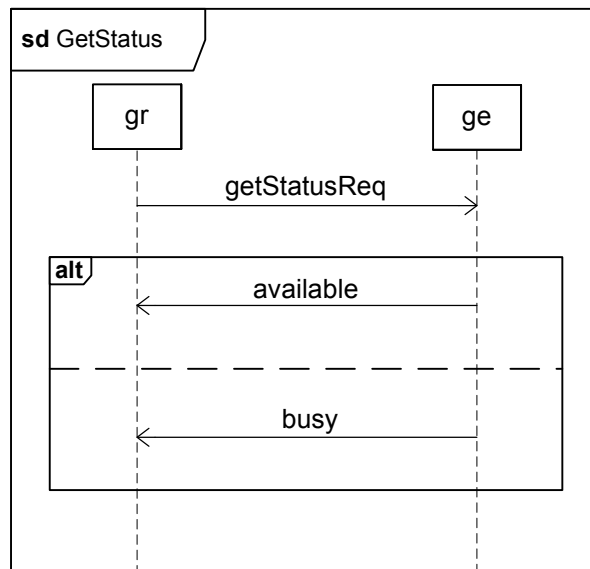 sd GetStatus
gr
ge
getStatusReq
alt
available
busy